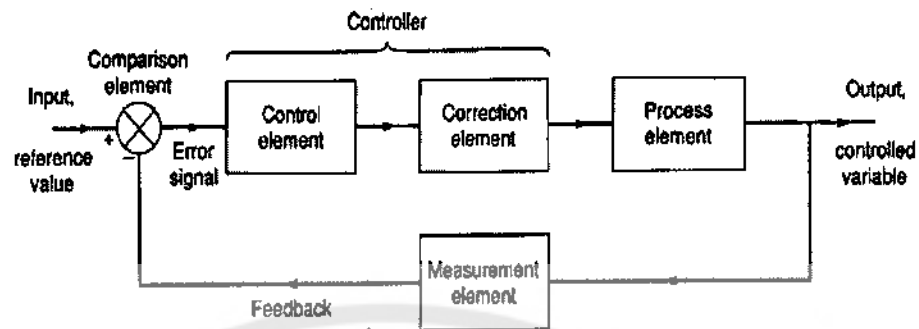 Controller
Comparison
element
Input,
reference
value
+
−
Error
signal
Control
element
Correction
element
Process
element
Output,
controlled
variable
Measurement
element
Feedback